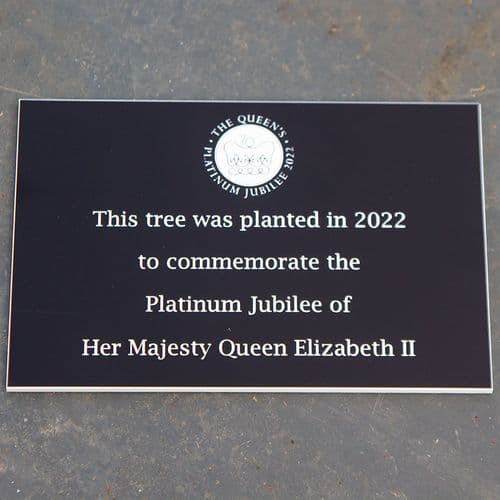 THE QUEEN'S
PLATINUM JUBILEE 2022
This tree was planted in 2022
to commemorate the
Platinum Jubilee of
Her Majesty Queen Elizabeth II